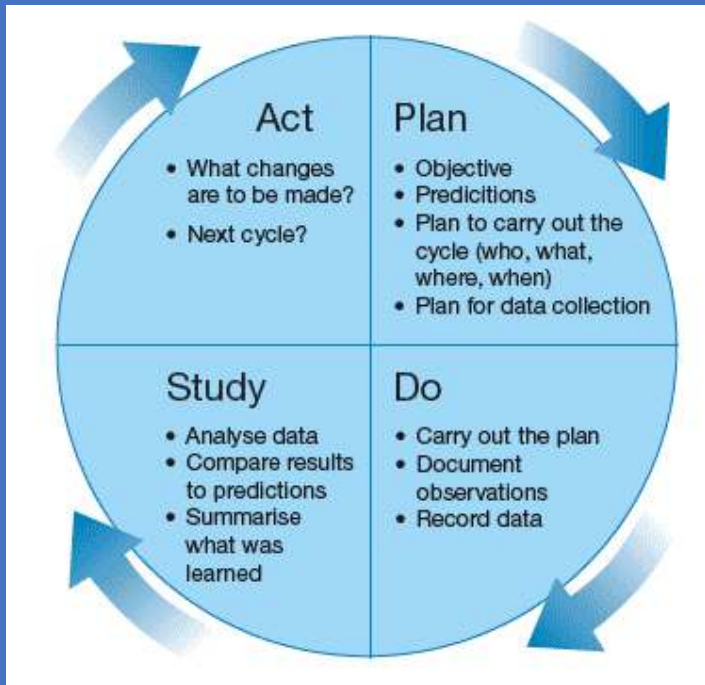 Act
• What changes
are to be made?
• Next cycle?
Plan
• Objective
• Predicitions
• Plan to carry out the
cycle (who, what,
where, when)
• Plan for data collection
Study
• Analyse data
• Compare results
to predictions
• Summarise
what was
learned
Do
• Carry out the plan
• Document
observations
• Record data